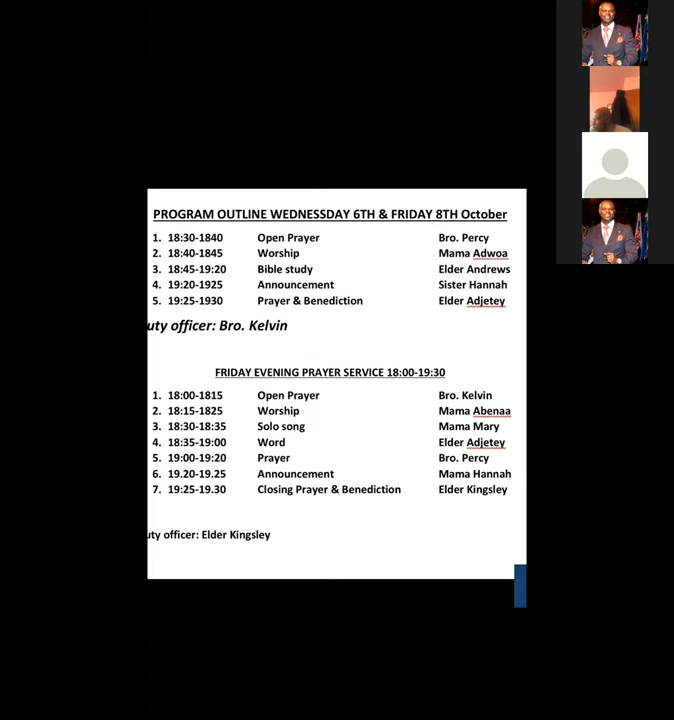 PROGRAM OUTLINE WEDNESSDAY 6TH & FRIDAY 8TH October
1. 18:30-1840 Open Prayer Bro. Percy
2. 18:40-1845 Worship Mama Adwoa
3. 18:45-19:20 Bible study Elder Andrews
4. 19:20-1925 Announcement Sister Hannah
5. 19:25-1930 Prayer & Benediction Elder Adjetey
uty officer: Bro. Kelvin
FRIDAY EVENING PRAYER SERVICE 18:00-19:30
1. 18:00-1815 Open Prayer Bro. Kelvin
2. 18:15-1825 Worship Mama Abenaa
3. 18:30-18:35 Solo song Mama Mary
4. 18:35-19:00 Word Elder Adjetey
5. 19:00-19:20 Prayer Bro. Percy
6. 19.20-19.25 Announcement Mama Hannah
7. 19:25-19.30 Closing Prayer & Benediction Elder Kingsley
uty officer: Elder Kingsley